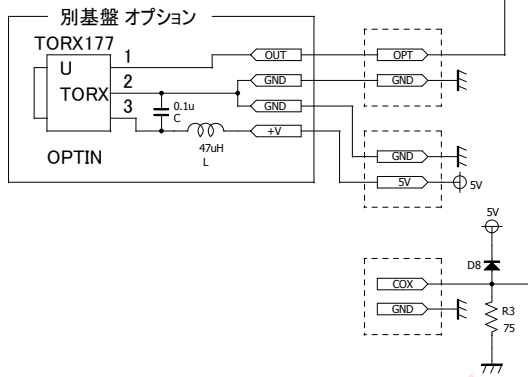 別基盤 オプション
TORX177
U
TORX
1
2
3
OPTIN
0.1u
C
47uH
L
OUT
GND
GND
+V
OPT
GND
GND
5V
5V
COX
GND
5V
D8
R3
75